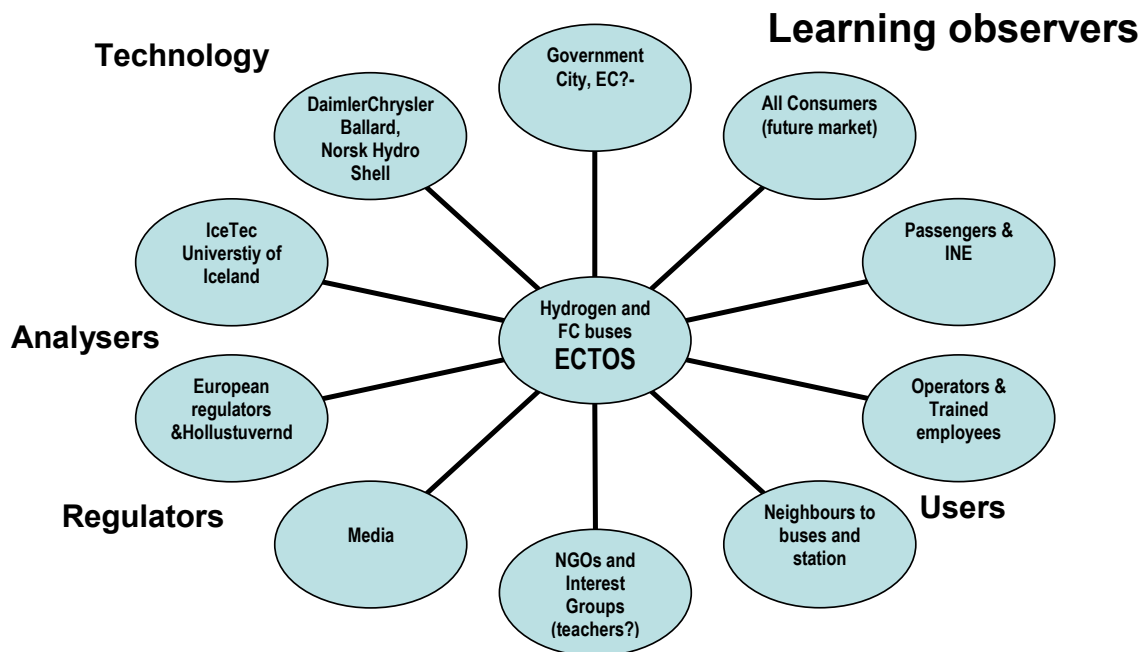 Learning observers
Technology
Government
City, EC?-
DaimlerChrysler
Ballard,
Norsk Hydro
Shell
All Consumers
(future market)
IceTec
Universtiy of
Iceland
Passengers &
INE
Hydrogen and
FC buses
ECTOS
Analysers
European
regulators
&Hollustuvernd
Operators &
Trained
employees
Regulators
Users
Media
Neighbours to
buses and
station
NGOs and
Interest
Groups
(teachers?)